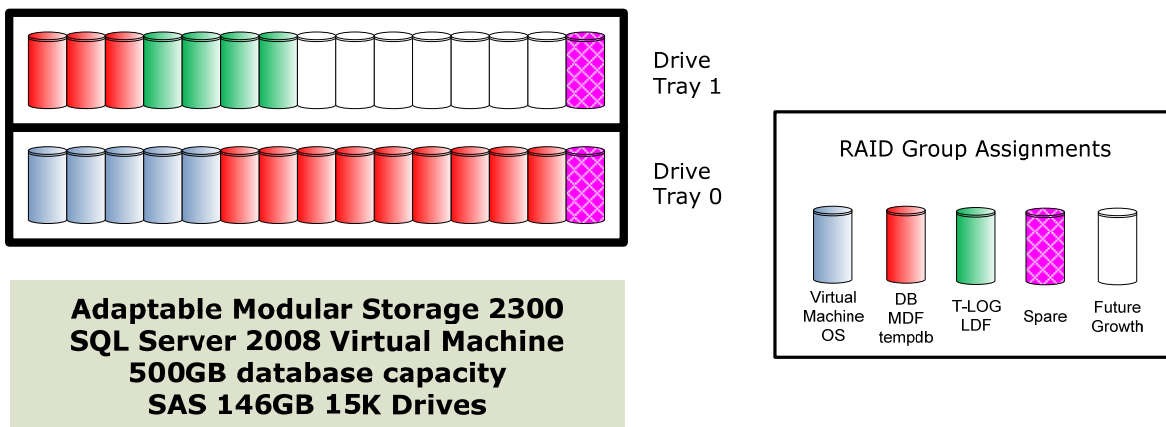 Drive
Tray 1
Drive
Tray 0
RAID Group Assignments
Virtual
Machine
OS
DB
MDF
tempdb
T-LOG
LDF
Spare
Future
Growth
Adaptable Modular Storage 2300
SQL Server 2008 Virtual Machine
500GB database capacity
SAS 146GB 15K Drives